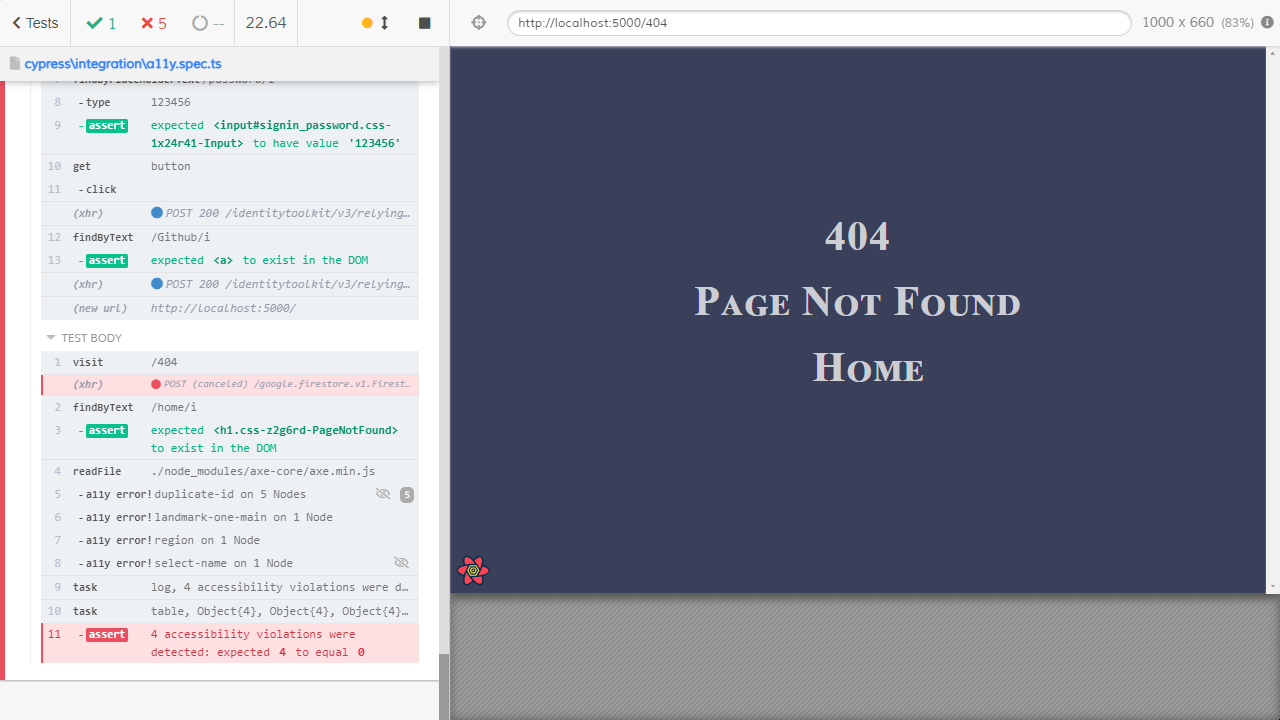 Tests
1
5
--
22.64
http://localhost:5000/404
1000 x 660 (83%)
cypress\integration\a11y.spec.ts
8 - type 123456
9 - assert expected <input#signin_password.css-
1x24r41-Input> to have value '123456'
10 get button
11 - click
(xhr) POST 200 /identitytoolkit/v3/relying…
12 findByText /Github/i
13 - assert expected <a> to exist in the DOM
(xhr) POST 200 /identitytoolkit/v3/relying…
(new url) http://localhost:5000/
TEST BODY
1 visit /404
(xhr) POST (canceled) /google.firestore.v1.Firest…
2 findByText /home/i
3 - assert expected <h1.css-z2g6rd-PageNotFound>
to exist in the DOM
4 readFile ./node_modules/axe-core/axe.min.js
5 - a11y error! duplicate-id on 5 Nodes 5
6 - a11y error! landmark-one-main on 1 Node
7 - a11y error! region on 1 Node
8 - a11y error! select-name on 1 Node
9 task log, 4 accessibility violations were d…
10 task table, Object{4}, Object{4}, Object{4}…
11 - assert 4 accessibility violations were
detected: expected 4 to equal 0
404
Page Not Found
Home